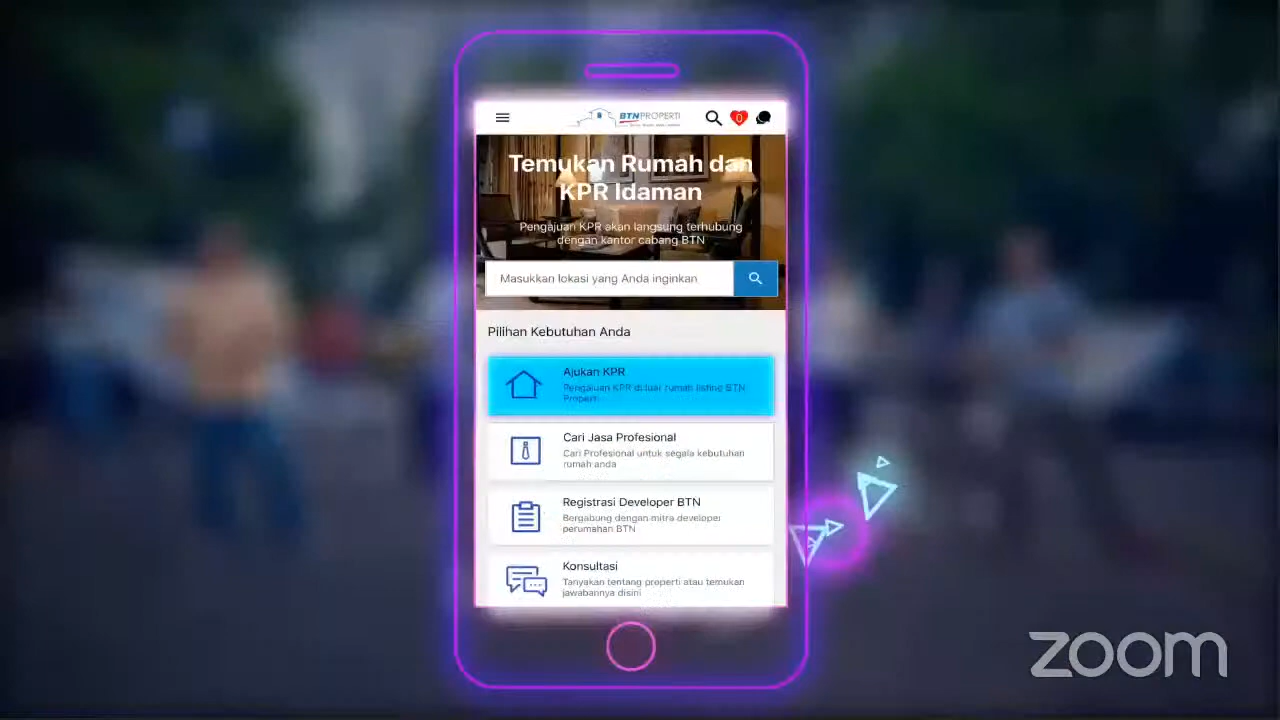 BTNPROPERTI
0
Temukan Rumah dan
KPR Idaman
Pengajuan KPR akan langsung terhubung
dengan kantor cabang BTN
Masukkan lokasi yang Anda inginkan
Pilihan Kebutuhan Anda
Ajukan KPR
Pengajuan KPR di luar rumah listing BTN
Properti
Cari Jasa Profesional
Cari Profesional untuk segala kebutuhan
rumah anda
Registrasi Developer BTN
Bergabung dengan mitra developer
perumahan BTN
Konsultasi
Tanyakan tentang properti atau temukan
jawabannya disini
zoom